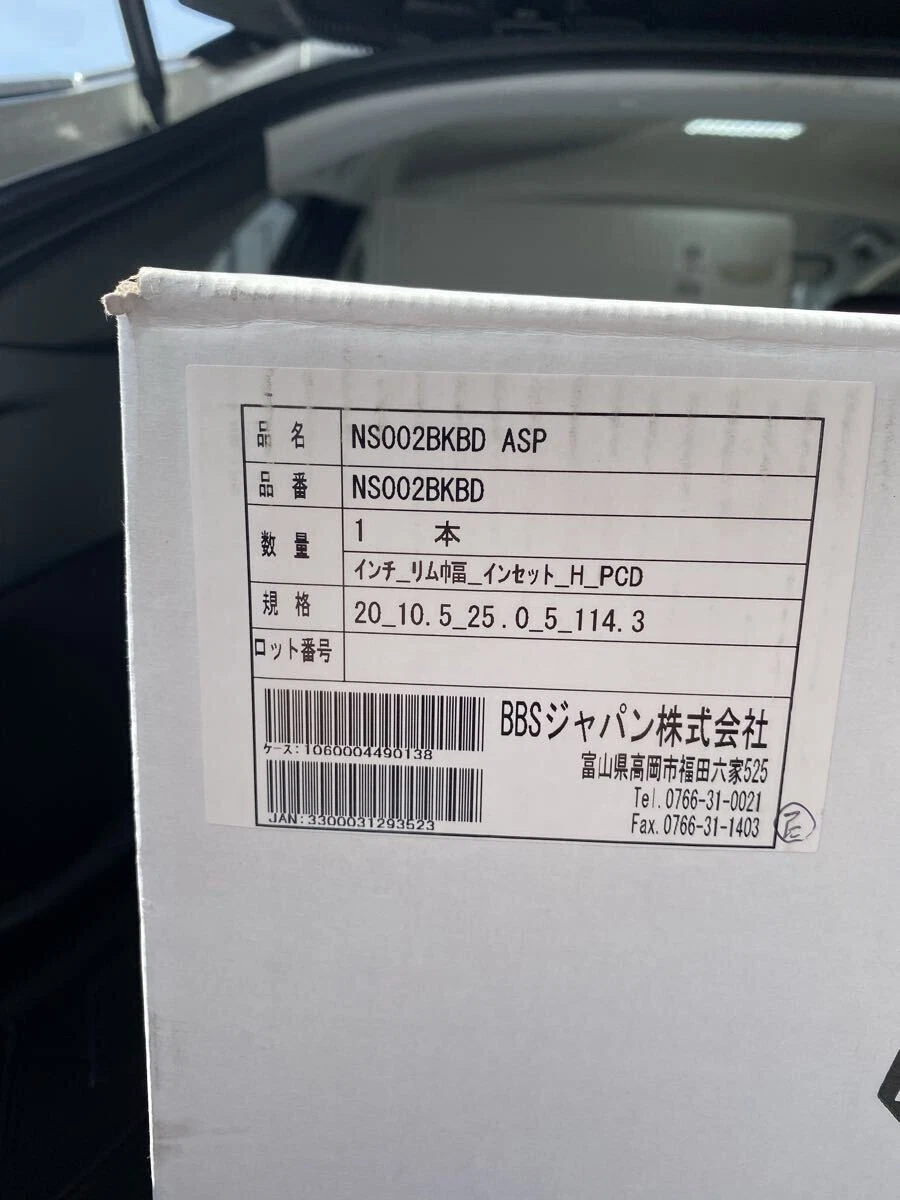 品名 NS002BKBD ASP
品番 NS002BKBD
数量 1 本
インチ_リム巾_インセット_H_PCD
規格 20_10.5_25.0_5_114.3
ロット番号
BBSジャパン株式会社
ケース:1060004490138
富山県高岡市福田六家525
Tel.0766-31-0021
JAN:3300031293523
Fax.0766-31-1403